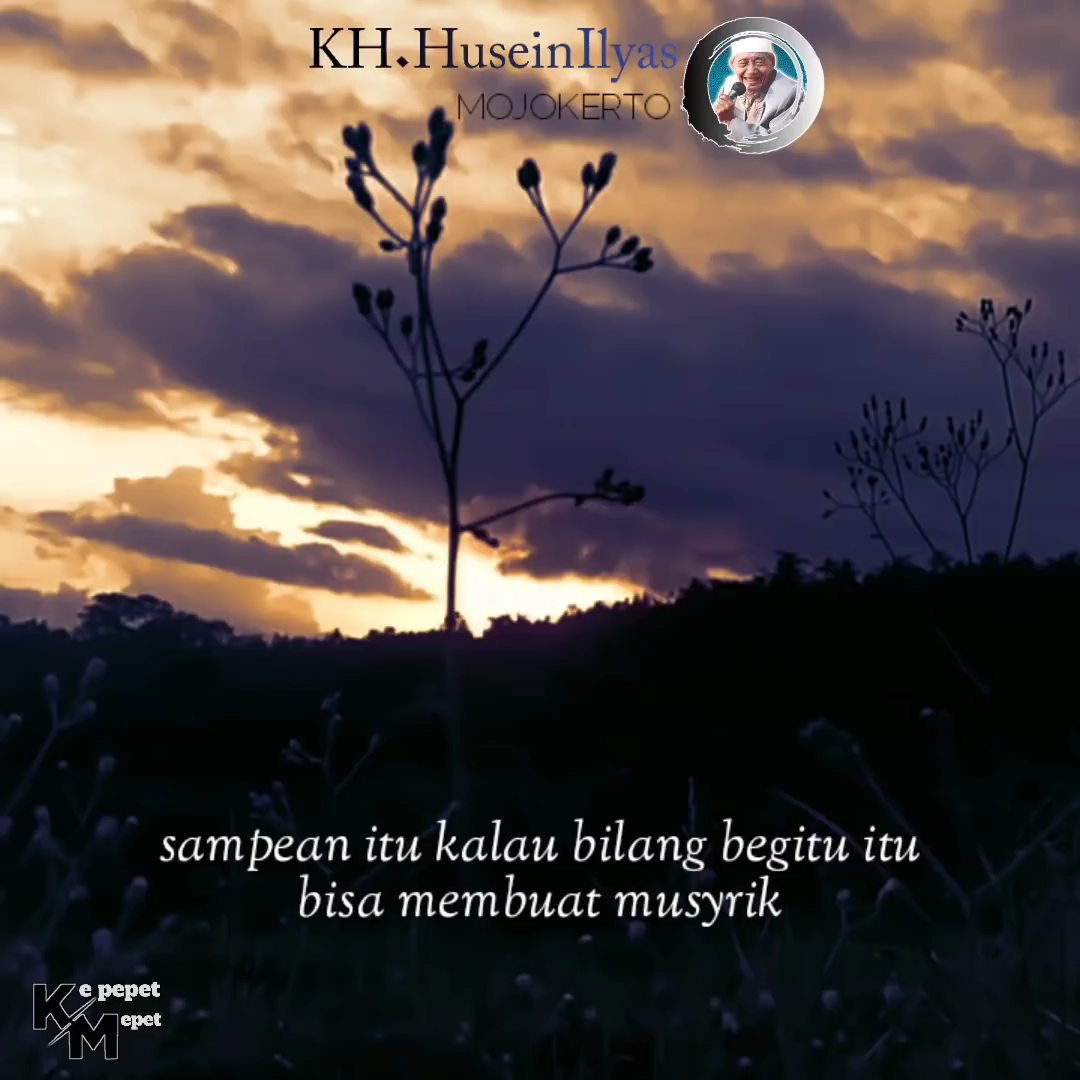 KH.HuseinIlyas
MOJOKERTO
sampean itu kalau bilang begitu itu
bisa membuat musyrik
Ke pepet
Mepet